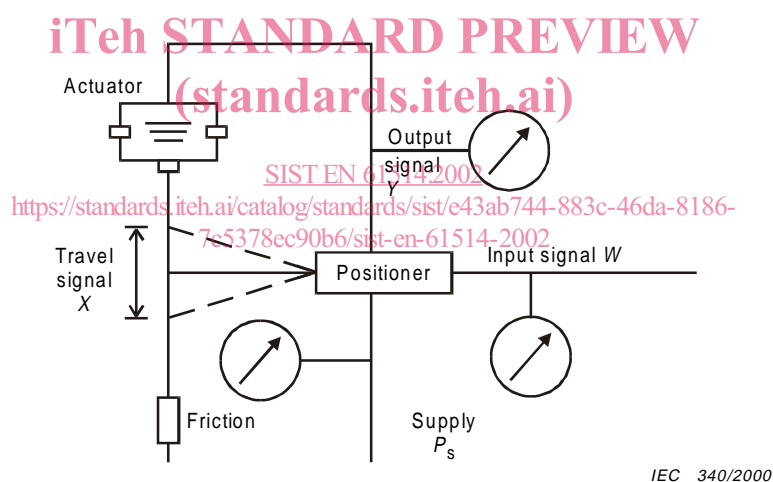 iTeh STANDARD PREVIEW
(standards.iteh.ai)
Actuator
Output
signal
Y
SIST EN 61514:2002
https://standards.iteh.ai/catalog/standards/sist/e43ab744-883c-46da-8186-
7c5378ec90b6/sist-en-61514-2002
Travel
signal
X
Positioner
Input signal W
Friction
Supply
Ps
IEC 340/2000